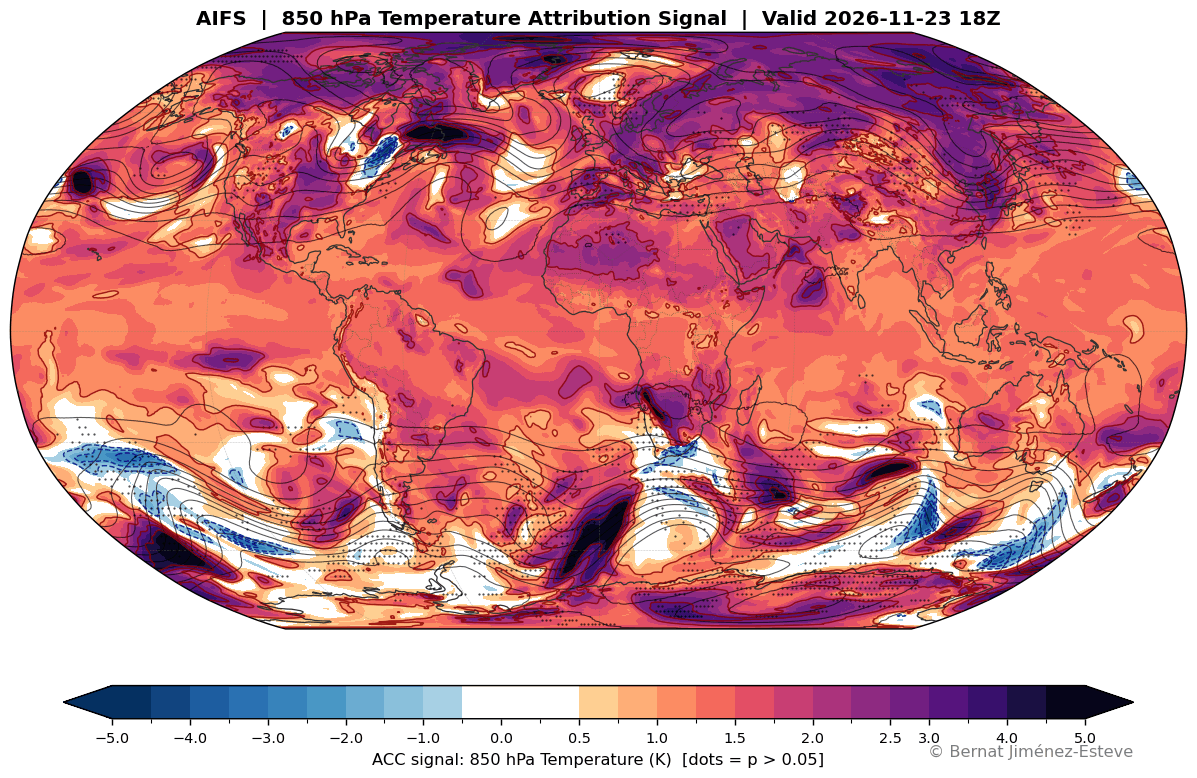 AIFS | 850 hPa Temperature Attribution Signal | Valid 2026-11-23 18Z
−5.0 −4.0 −3.0 −2.0 −1.0 0.0 0.5 1.0 1.5 2.0 2.5 3.0 4.0 5.0
ACC signal: 850 hPa Temperature (K) [dots = p > 0.05]
© Bernat Jiménez-Esteve